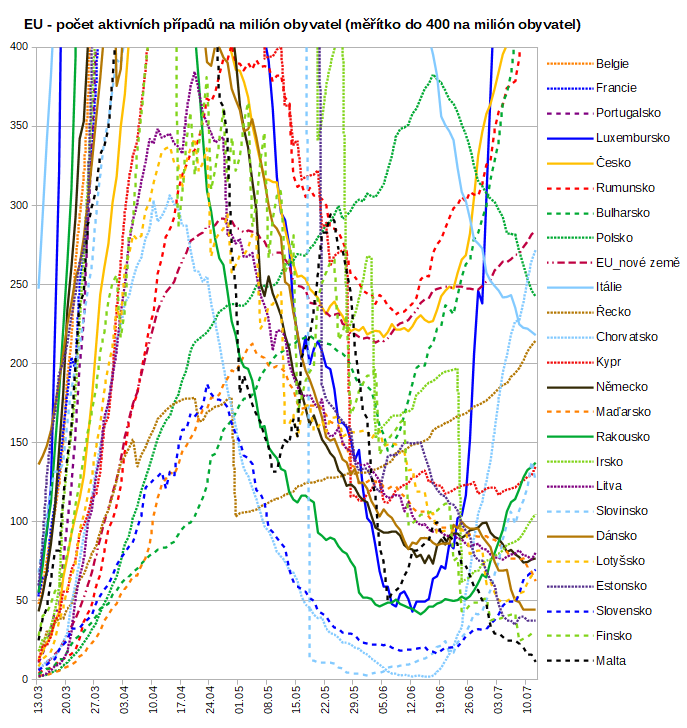 EU - počet aktivních případů na milión obyvatel (měřítko do 400 na milión obyvatel)
400
350
300
250
200
150
100
50
0
13.03
20.03
27.03
03.04
10.04
17.04
24.04
01.05
08.05
15.05
22.05
29.05
05.06
12.06
19.06
26.06
03.07
10.07
Belgie
Francie
Portugalsko
Luxembursko
Česko
Rumunsko
Bulharsko
Polsko
EU_nové země
Itálie
Řecko
Chorvatsko
Kypr
Německo
Maďarsko
Rakousko
Irsko
Litva
Slovinsko
Dánsko
Lotyšsko
Estonsko
Slovensko
Finsko
Malta